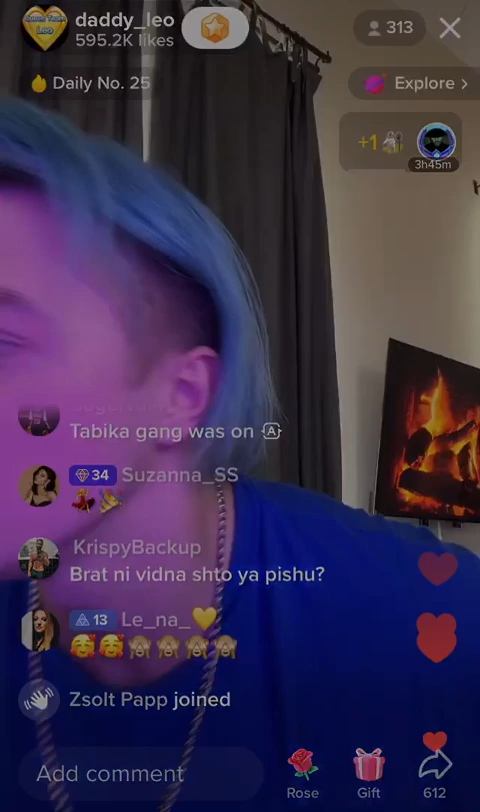 daddy_leo
595.2K likes
313
Daily No. 25
Explore >
+1
3h45m
Tabika gang was on A
34 Suzanna_SS
KrispyBackup
Brat ni vidna shto ya pishu?
13 Le_na_💛
🥰🥰🙈🙈🙈🙈
Zsolt Papp joined
Add comment
Rose
Gift
612